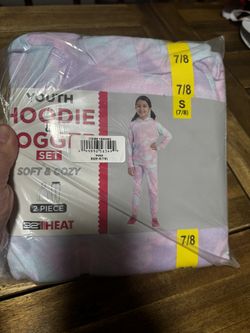 YOUTH
HOODIE
JOGGER
SET
SOFT & COZY
2-PIECE
32 HEAT
7/8
7/8
S
(7/8)
7/8